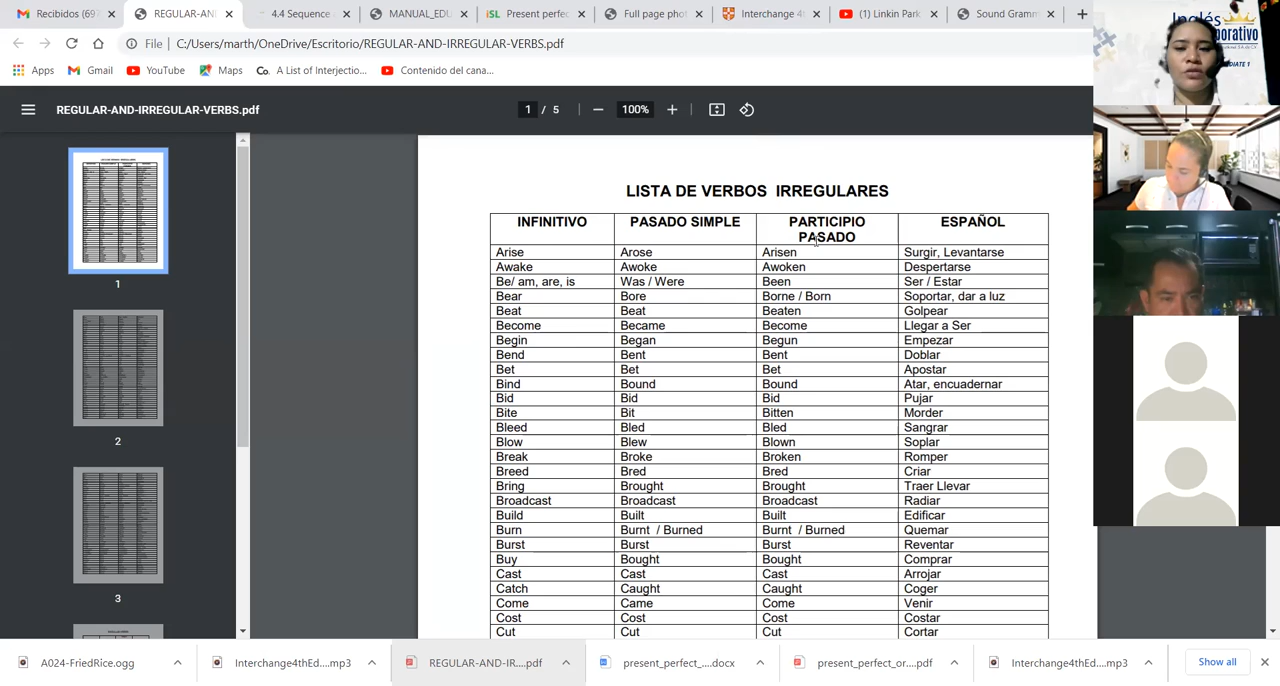 Recibidos (697
REGULAR-AN
4.4 Sequence
MANUAL_EDU
iSL Present perfe
Full page pho
Interchange 4
(1) Linkin Park
Sound Gramm
File C:/Users/marth/OneDrive/Escritorio/REGULAR-AND-IRREGULAR-VERBS.pdf
Apps Gmail YouTube Maps Co. A List of Interjectio... Contenido del cana...
Inglés
REGULAR-AND-IRREGULAR-VERBS.pdf 1 / 5 100%
LISTA DE VERBOS IRREGULARES
INFINITIVO PASADO SIMPLE PARTICIPIO PASADO ESPAÑOL
Arise Arose Arisen Surgir, Levantarse
Awake Awoke Awoken Despertarse
Be/ am, are, is Was / Were Been Ser / Estar
Bear Bore Borne / Born Soportar, dar a luz
Beat Beat Beaten Golpear
Become Became Become Llegar a Ser
Begin Began Begun Empezar
Bend Bent Bent Doblar
Bet Bet Bet Apostar
Bind Bound Bound Atar, encuadernar
Bid Bid Bid Pujar
Bite Bit Bitten Morder
Bleed Bled Bled Sangrar
Blow Blew Blown Soplar
Break Broke Broken Romper
Breed Bred Bred Criar
Bring Brought Brought Traer Llevar
Broadcast Broadcast Broadcast Radiar
Build Built Built Edificar
Burn Burnt / Burned Burnt / Burned Quemar
Burst Burst Burst Reventar
Buy Bought Bought Comprar
Cast Cast Cast Arrojar
Catch Caught Caught Coger
Come Came Come Venir
Cost Cost Cost Costar
Cut Cut Cut Cortar
1
2
3
A024-FriedRice.ogg
Interchange4thEd....mp3
REGULAR-AND-IR....pdf
present_perfect_....docx
present_perfect_or....pdf
Interchange4thEd....mp3
Show all